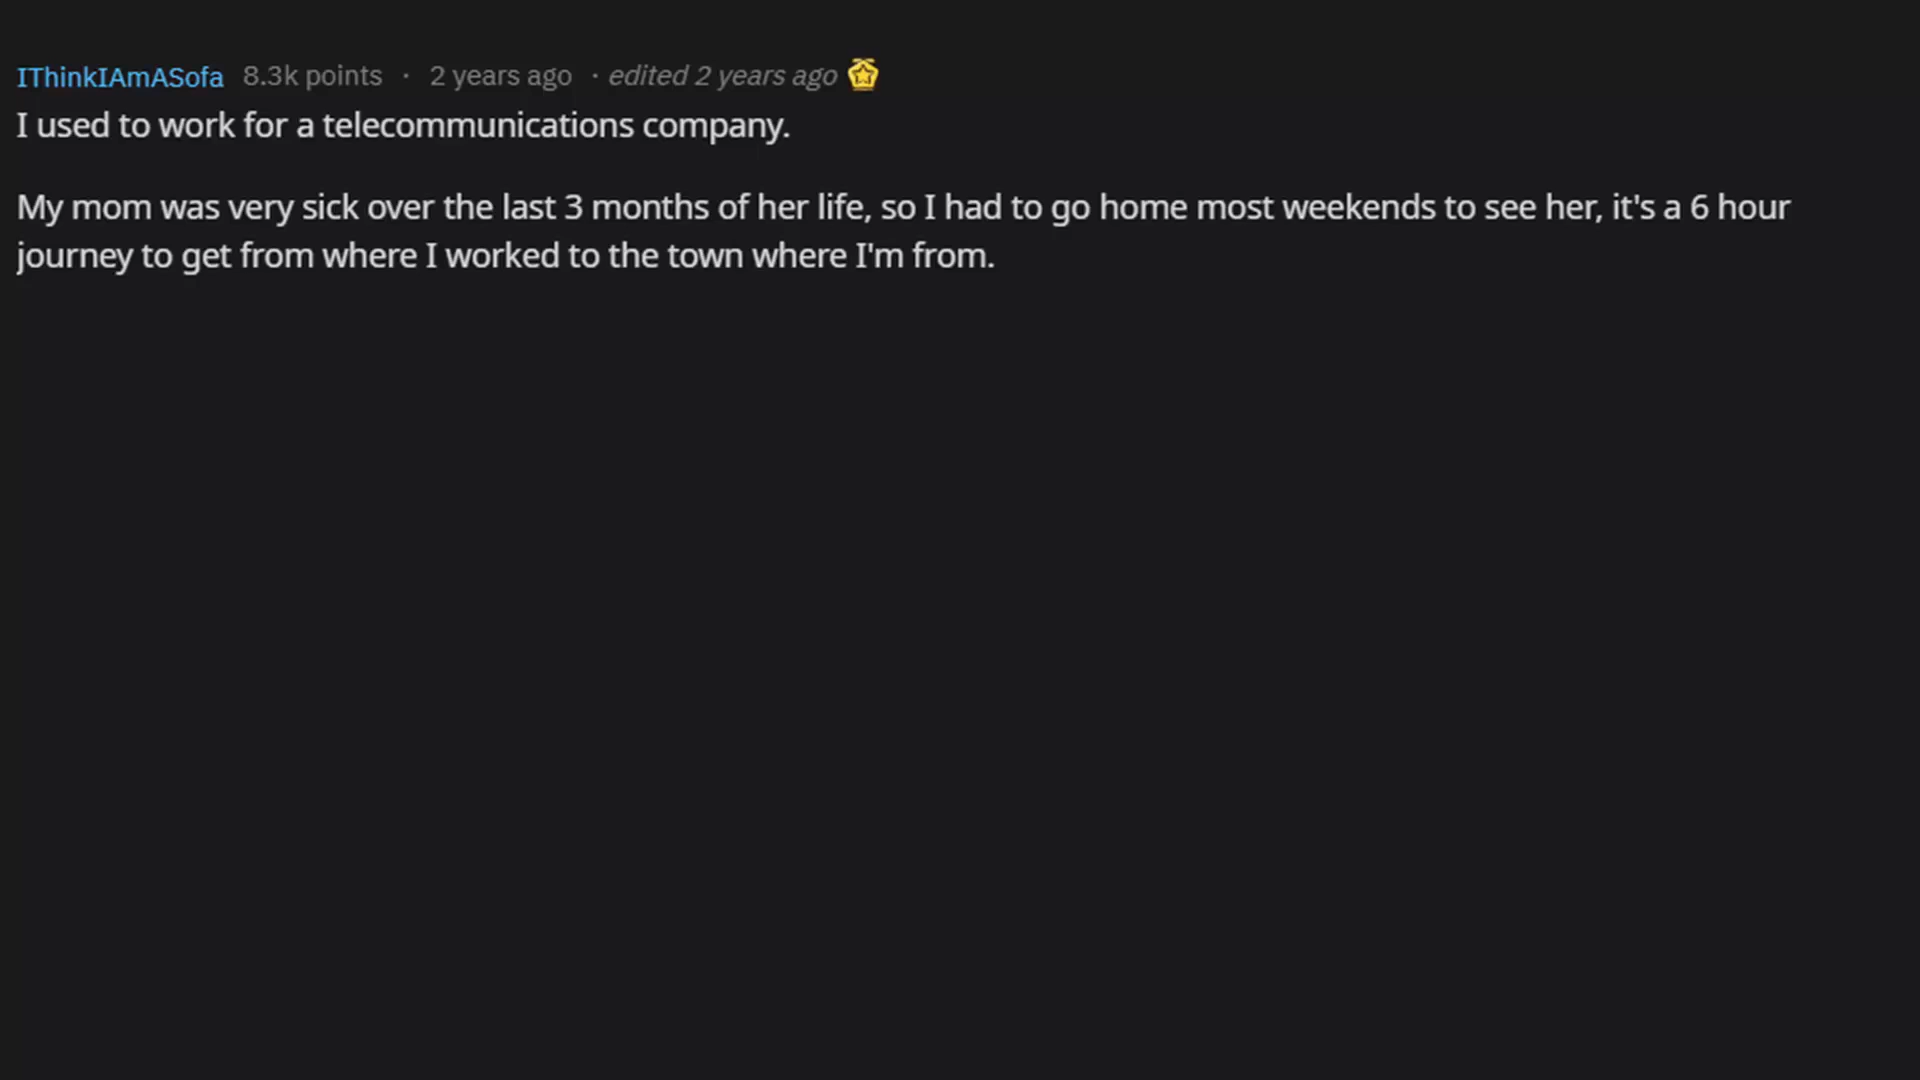 IThinkIAmASofa 8.3k points · 2 years ago · edited 2 years ago
I used to work for a telecommunications company.
My mom was very sick over the last 3 months of her life, so I had to go home most weekends to see her, it's a 6 hour
journey to get from where I worked to the town where I'm from.